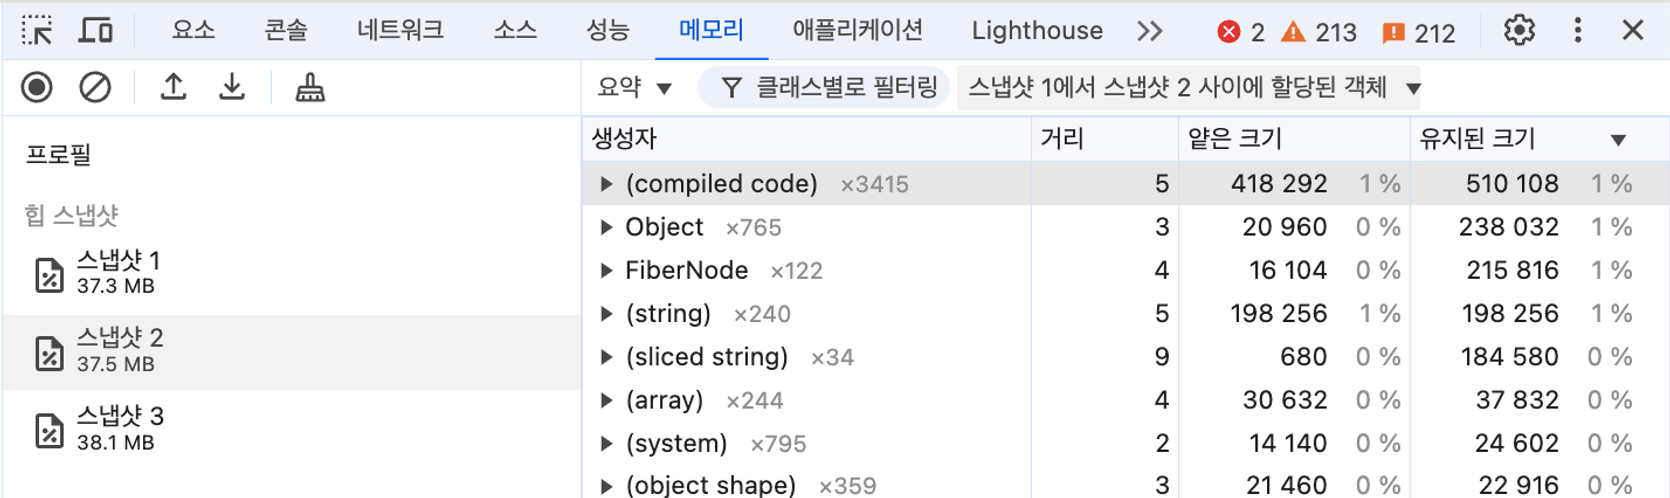 요소 콘솔 네트워크 소스 성능 메모리 애플리케이션 Lighthouse 2 213 212
요약 ▼ 클래스별로 필터링 스냅샷 1에서 스냅샷 2 사이에 할당된 객체 ▼
프로필
힙 스냅샷
스냅샷 1
37.3 MB
스냅샷 2
37.5 MB
스냅샷 3
38.1 MB
생성자 거리 얕은 크기 유지된 크기 ▼
(compiled code) ×3415 5 418 292 1 % 510 108 1 %
Object ×765 3 20 960 0 % 238 032 1 %
FiberNode ×122 4 16 104 0 % 215 816 1 %
(string) ×240 5 198 256 1 % 198 256 1 %
(sliced string) ×34 9 680 0 % 184 580 0 %
(array) ×244 4 30 632 0 % 37 832 0 %
(system) ×795 2 14 140 0 % 24 602 0 %
(object shape) ×359 3 21 460 0 % 22 916 0 %